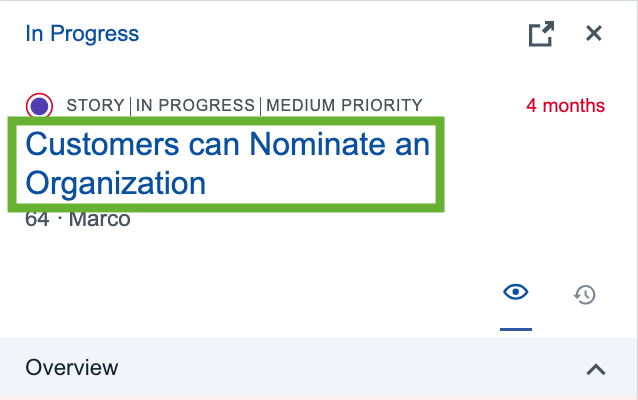 In Progress
STORY|IN PROGRESS|MEDIUM PRIORITY 4 months
Customers can Nominate an
Organization
64 · Marco
Overview